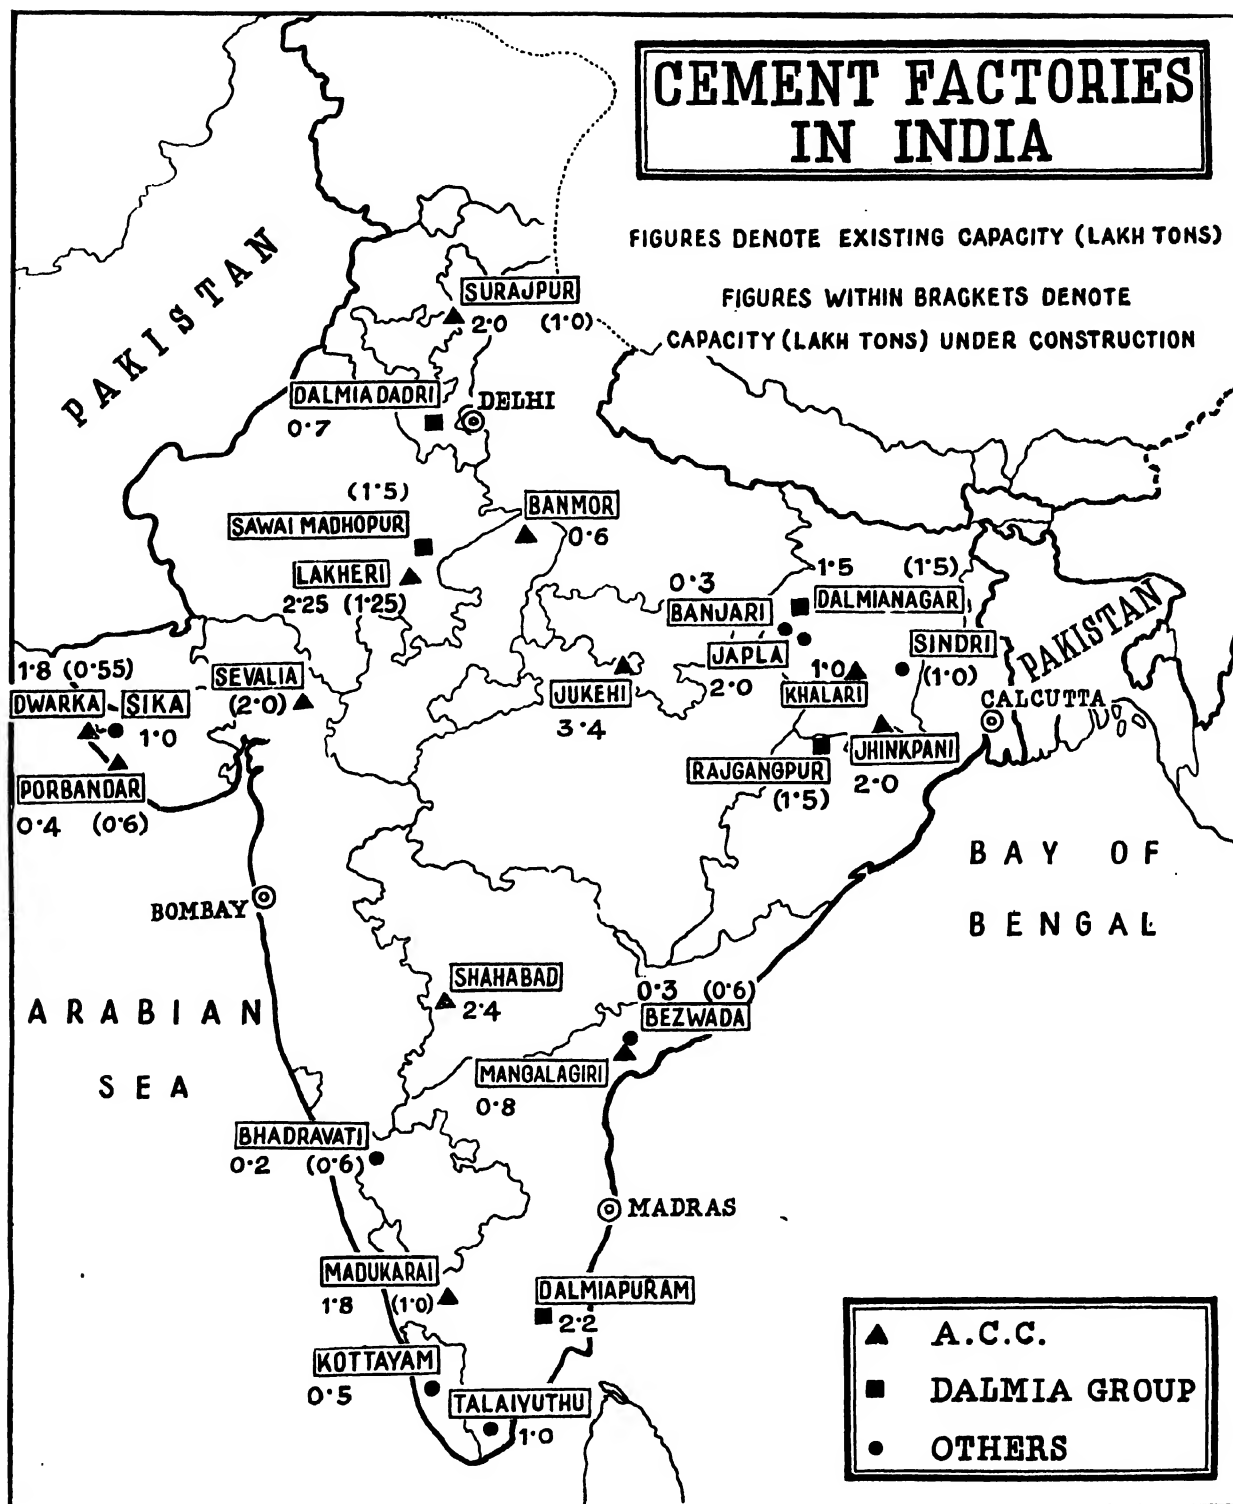 CEMENT FACTORIES
IN INDIA
FIGURES DENOTE EXISTING CAPACITY (LAKH TONS)
FIGURES WITHIN BRACKETS DENOTE
CAPACITY (LAKH TONS) UNDER CONSTRUCTION
PAKISTAN
SURAJPUR
2·0 (1·0)
DALMIA DADRI
0·7
DELHI
(1·5)
SAWAI MADHOPUR
BANMOR
0·6
LAKHERI
2·25 (1·25)
0·3
BANJARI
1·5 (1·5)
DALMIANAGAR
JAPLA
2·0
SINDRI
(1·0)
PAKISTAN
1·0
KHALARI
CALCUTTA
1·8 (0·55)
DWARKA
SIKA
1·0
SEVALIA
(2·0)
JUKEHI
3·4
JHINKPANI
2·0
RAJGANGPUR
(1·5)
PORBANDAR
0·4 (0·6)
BAY OF
BENGAL
BOMBAY
ARABIAN
SEA
SHAHABAD
2·4
0·3 (0·6)
BEZWADA
MANGALAGIRI
0·8
BHADRAVATI
0·2 (0·6)
MADRAS
MADUKARAI
1·8 (1·0)
DALMIAPURAM
2·2
KOTTAYAM
0·5
TALAIYUTHU
1·0
A.C.C.
DALMIA GROUP
OTHERS